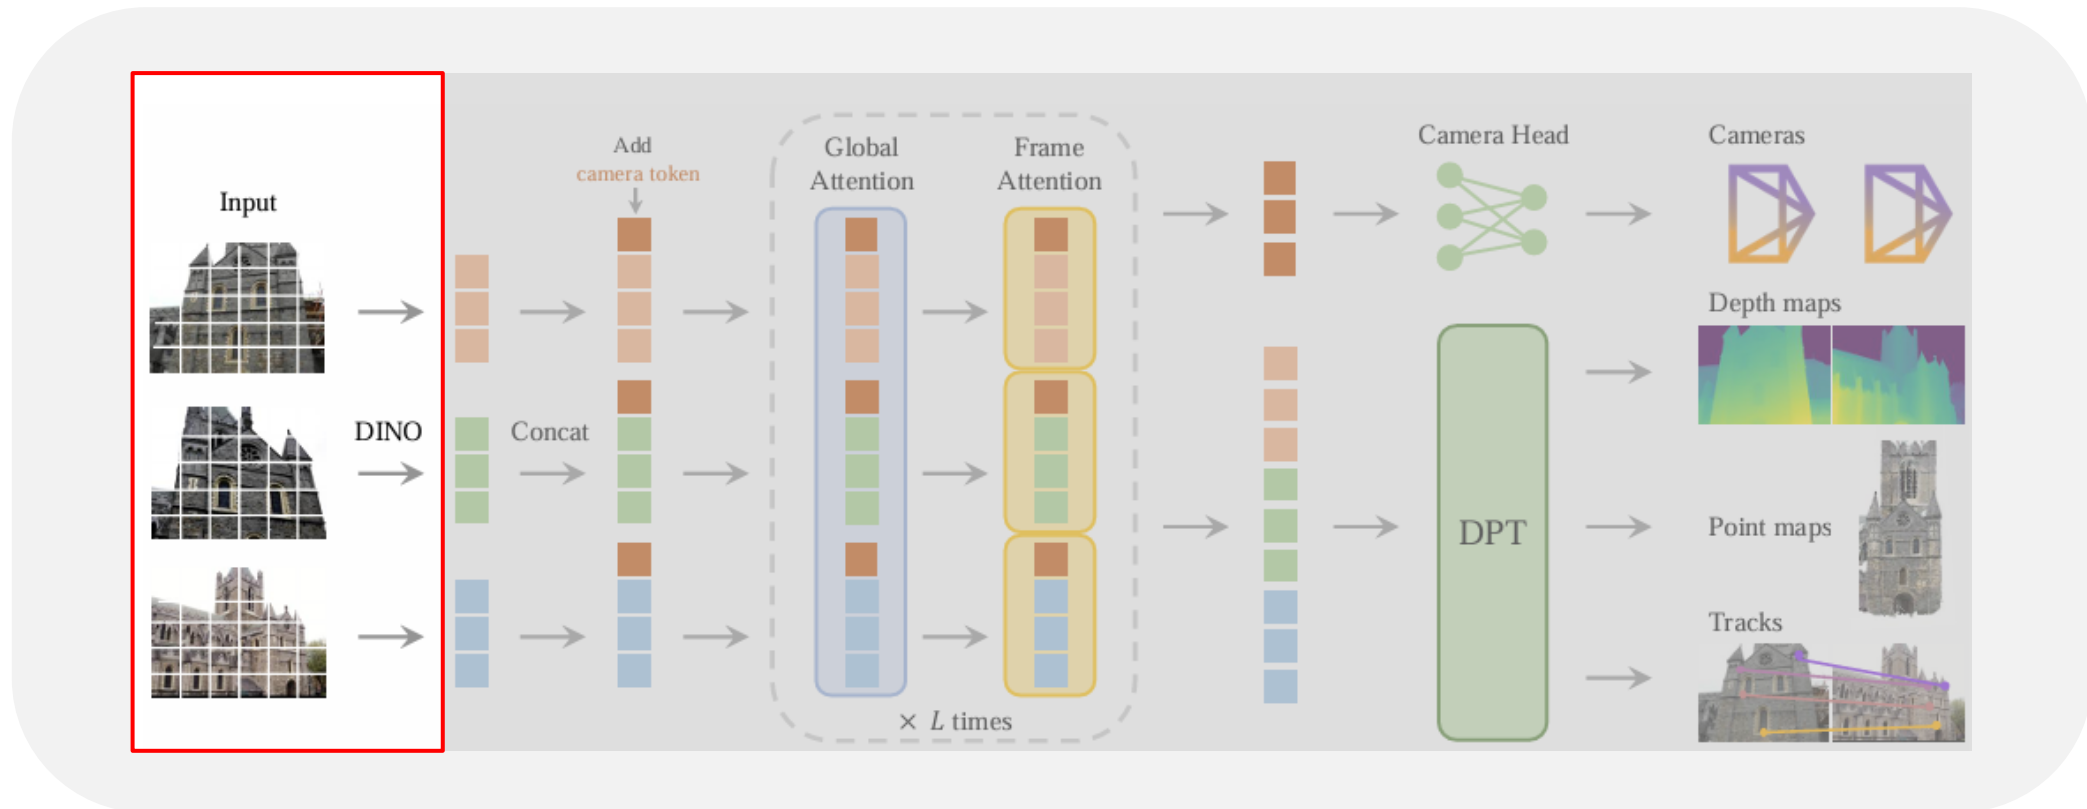 Input
DINO
Concat
Add
camera token
Global
Attention
Frame
Attention
× L times
Camera Head
DPT
Cameras
Depth maps
Point maps
Tracks